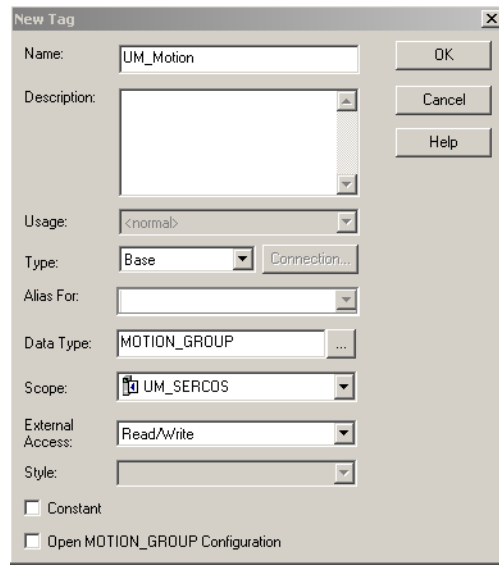 New Tag
Name: UM_Motion OK
Description: Cancel
Help
Usage: <normal>
Type: Base Connection...
Alias For:
Data Type: MOTION_GROUP ...
Scope: UM_SERCOS
External Access: Read/Write
Style:
Constant
Open MOTION_GROUP Configuration